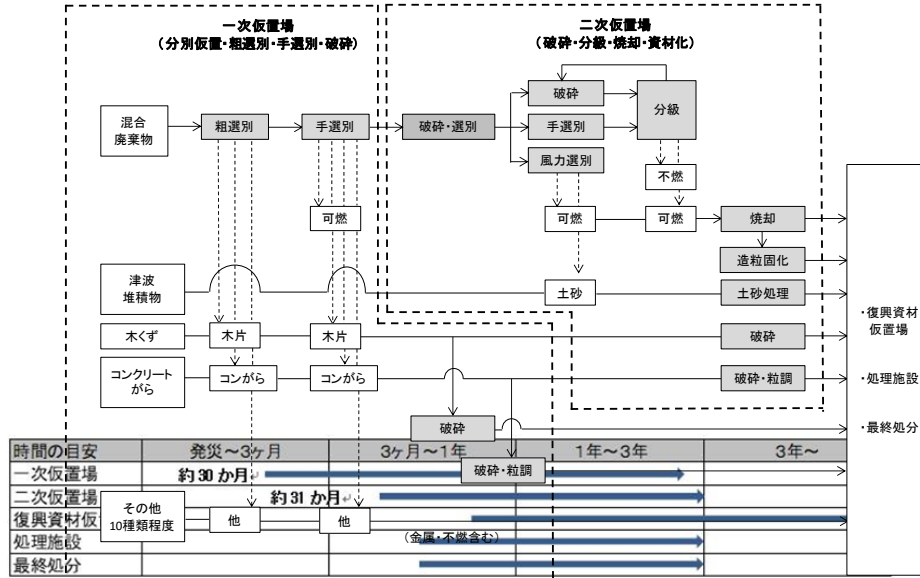 一次仮置場
(分別仮置・粗選別・手選別・破砕)
二次仮置場
(破砕・分級・焼却・資材化)
混合
廃棄物
粗選別
手選別
破砕・選別
破砕
手選別
風力選別
分級
不燃
可燃
可燃
可燃
焼却
造粒固化
津波
堆積物
土砂
土砂処理
木くず
木片
木片
破砕
コンクリート
がら
コンがら
コンがら
破砕・粒調
・復興資材
仮置場
・処理施設
・最終処分
破砕
時間の目安
発災～3ヶ月
3ヶ月～1年
1年～3年
3年～
一次仮置場
約30か月
破砕・粒調
二次仮置場
約31か月
復興資材仮
その他
10種類程度
他
他
処理施設
(金属・不燃含む)
最終処分